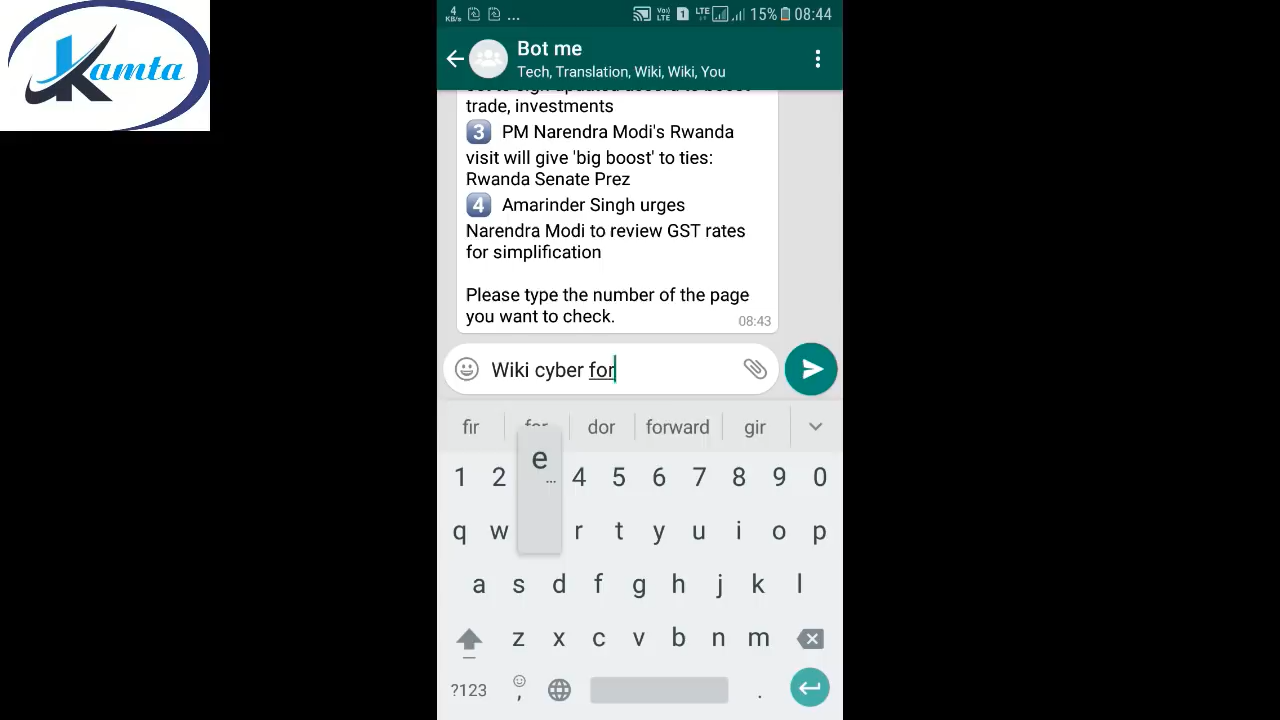 Kamta
4 KB/s ... Vo) LTE 1 LTE 15% 08:44
Bot me
Tech, Translation, Wiki, Wiki, You
trade, investments
3 PM Narendra Modi's Rwanda
visit will give 'big boost' to ties:
Rwanda Senate Prez
4 Amarinder Singh urges
Narendra Modi to review GST rates
for simplification
Please type the number of the page
you want to check.
08:43
Wiki cyber for
fir for dor forward gir
e
...
1 2 4 5 6 7 8 9 0
q w r t y u i o p
a s d f g h j k l
z x c v b n m
?123 , .